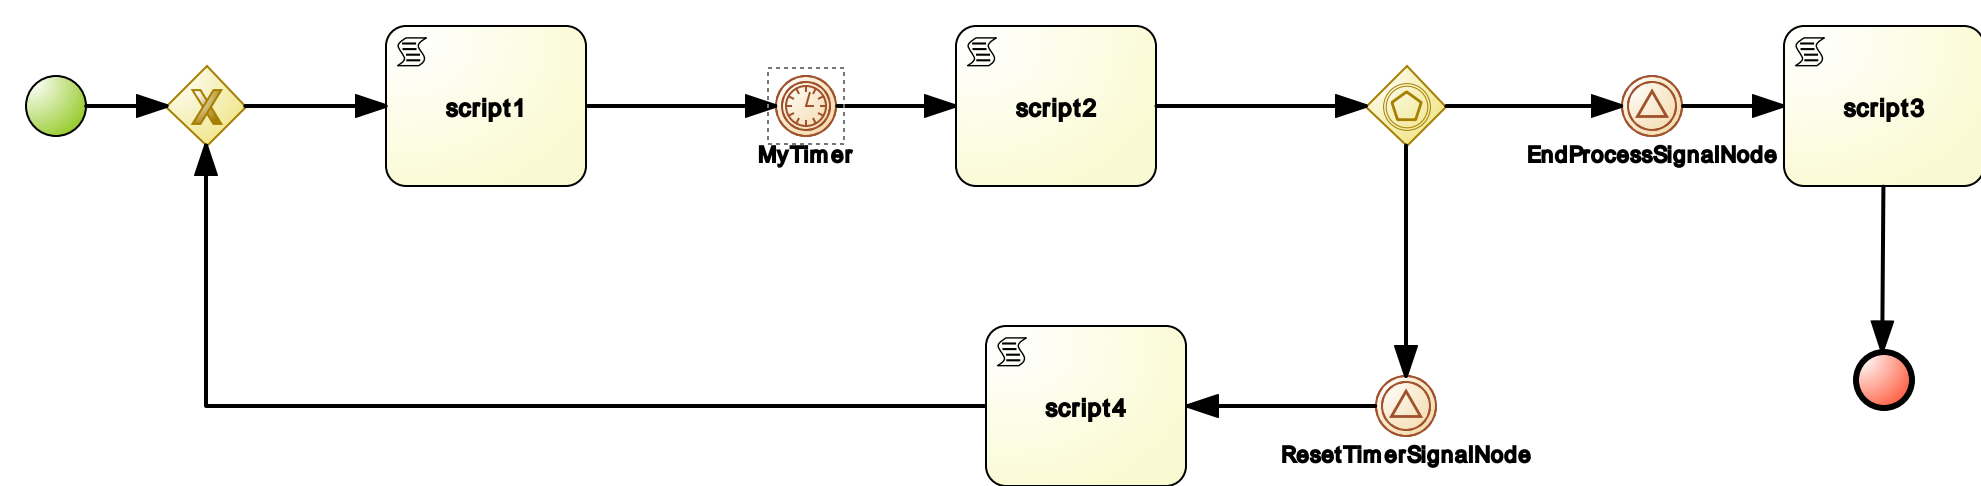 script1
script2
script3
MyTimer
EndProcessSignalNode
script4
ResetTimerSignalNode